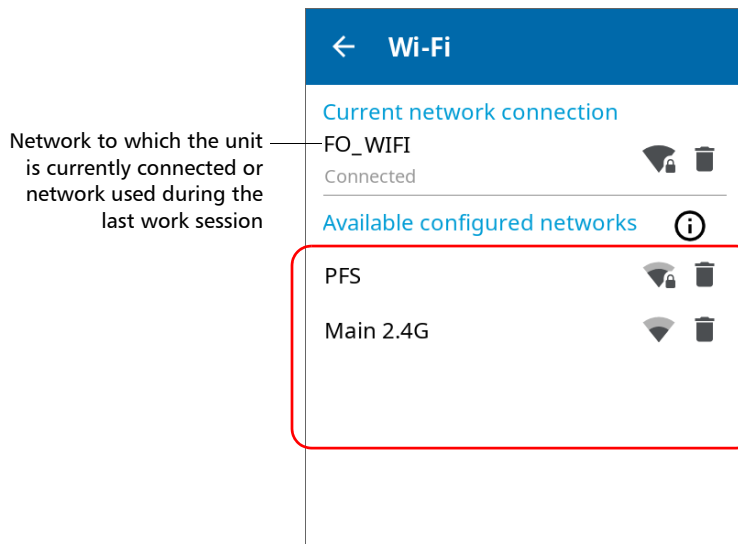 Wi-Fi
Current network connection
Network to which the unit
is currently connected or
network used during the
last work session
FO_WIFI
Connected
Available configured networks
PFS
Main 2.4G